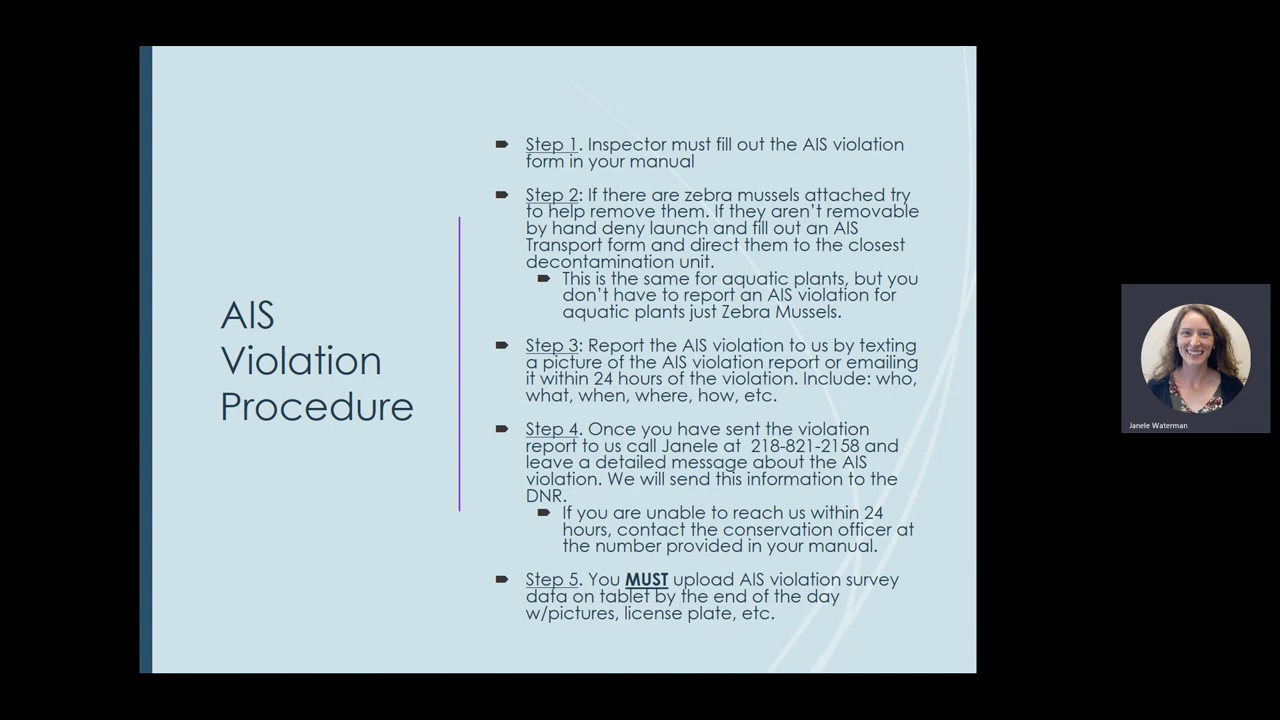 AIS
Violation
Procedure
Step 1. Inspector must fill out the AIS violation
form in your manual
Step 2: If there are zebra mussels attached try
to help remove them. If they aren't removable
by hand deny launch and fill out an AIS
Transport form and direct them to the closest
decontamination unit.
This is the same for aquatic plants, but you
don't have to report an AIS violation for
aquatic plants just Zebra Mussels.
Step 3: Report the AIS violation to us by texting
a picture of the AIS violation report or emailing
it within 24 hours of the violation. Include: who,
what, when, where, how, etc.
Step 4. Once you have sent the violation
report to us call Janele at 218-821-2158 and
leave a detailed message about the AIS
violation. We will send this information to the
DNR.
If you are unable to reach us within 24
hours, contact the conservation officer at
the number provided in your manual.
Step 5. You MUST upload AIS violation survey
data on tablet by the end of the day
w/pictures, license plate, etc.
Janele Waterman